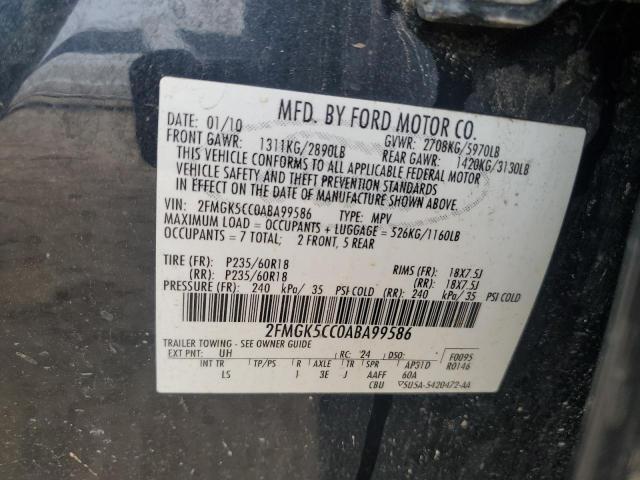 MFD. BY FORD MOTOR CO.
DATE: 01/10 GVWR: 2708KG/5970LB
FRONT GAWR: 1311KG/2890LB REAR GAWR: 1420KG/3130LB
THIS VEHICLE CONFORMS TO ALL APPLICABLE FEDERAL MOTOR
VEHICLE SAFETY AND THEFT PREVENTION STANDARDS
IN EFFECT ON THE DATE OF MANUFACTURE SHOWN ABOVE.
VIN: 2FMGK5CC0ABA99586 TYPE: MPV
MAXIMUM LOAD = OCCUPANTS + LUGGAGE = 526KG/1160LB
OCCUPANTS = 7 TOTAL; 2 FRONT, 5 REAR
TIRE (FR): P235/60R18 RIMS (FR): 18X7.5J
(RR): P235/60R18 (RR): 18X7.5J
PRESSURE (FR): 240 kPa/ 35 PSI COLD (RR): 240 kPa/ 35 PSI COLD
2FMGK5CC0ABA99586
TRAILER TOWING - SEE OWNER GUIDE
EXT PNT: UH RC: 24 DSO: F0095
R0146
INT TR TP/PS R AXLE TR SPR AP31D
LS I 3E J AAFF 60A
CBU 5U5A-5420472-AA